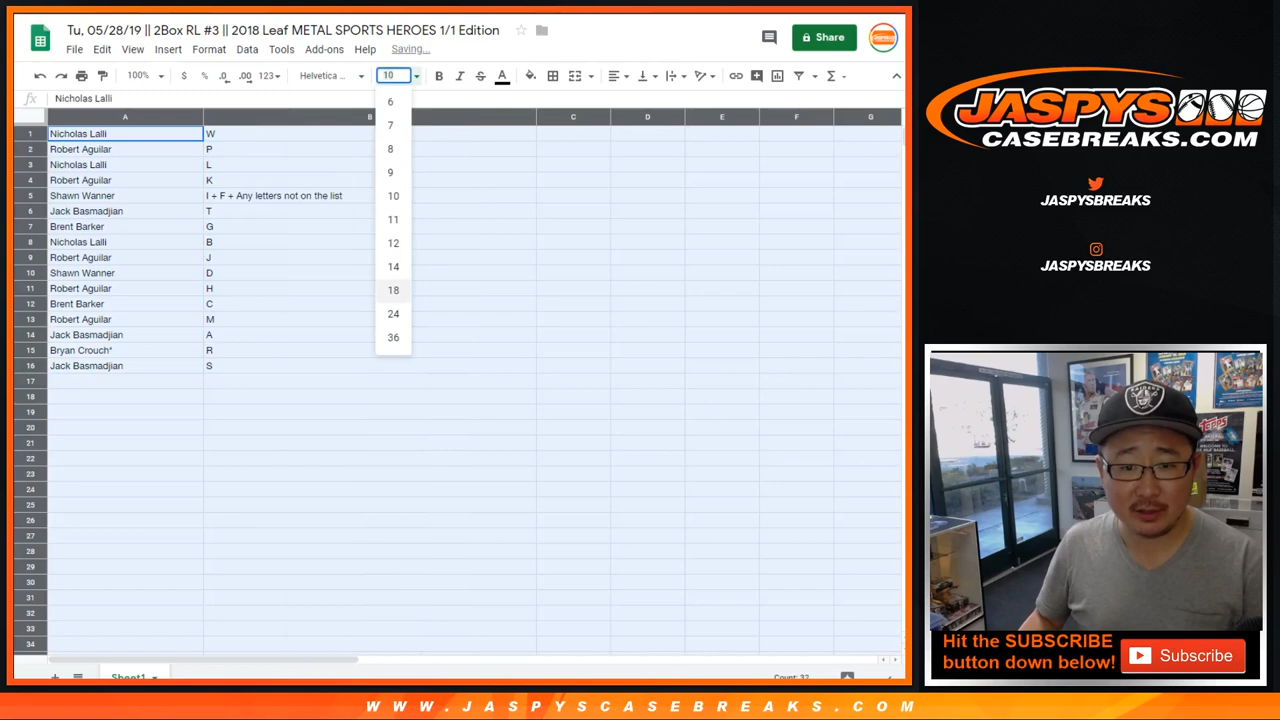 Tu, 05/28/19 || 2Box RL #3 || 2018 Leaf METAL SPORTS HEROES 1/1 Edition
Share
File Edit View Insert Format Data Tools Add-ons Help Saving...
100% $ % .0 .00 123 Helvetica ... 10 B I S A
fx Nicholas Lalli
A B C D E F G
1 Nicholas Lalli W
2 Robert Aguilar P
3 Nicholas Lalli L
4 Robert Aguilar K
5 Shawn Wanner I + F + Any letters not on the list
6 Jack Basmadjian T
7 Brent Barker G
8 Nicholas Lalli B
9 Robert Aguilar J
10 Shawn Wanner D
11 Robert Aguilar H
12 Brent Barker C
13 Robert Aguilar M
14 Jack Basmadjian A
15 Bryan Crouch* R
16 Jack Basmadjian S
17
18
19
20
21
22
23
24
25
26
27
28
29
30
31
32
33
34
6
7
8
9
10
11
12
14
18
24
36
Sheet1
Count: 32
JASPYS
CASEBREAKS.COM
JASPYSBREAKS
JASPYSBREAKS
RAIDERS
TOPPS
WELCOME TO
Hit the SUBSCRIBE
button down below!
Subscribe
WWW.JASPYSCASEBREAKS.COM